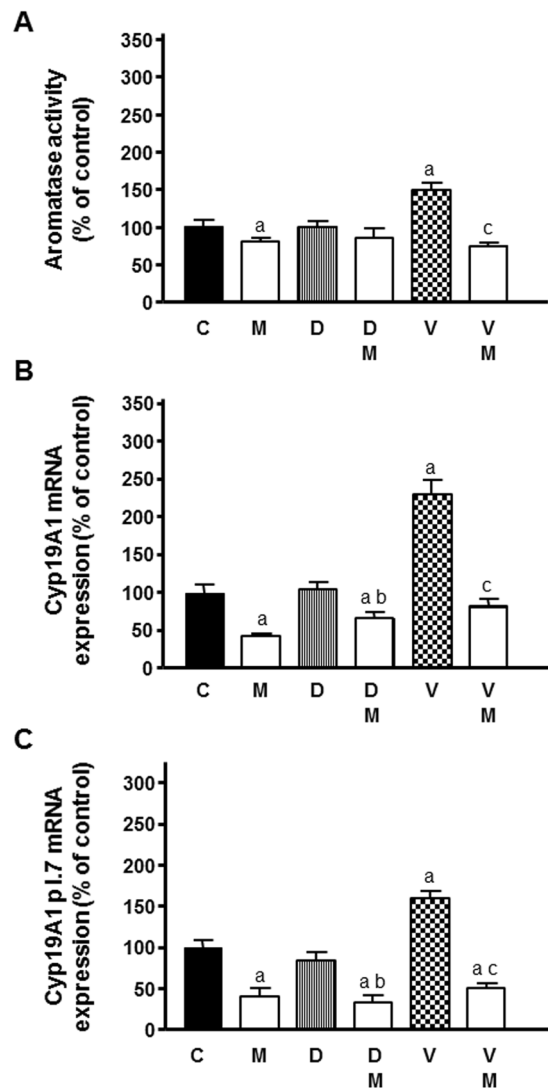 A
Aromatase activity
(% of control)
350
300
250
200
150
100
50
0
a
a
c
C M D D V V
M M
B
Cyp19A1 mRNA
expression (% of control)
350
300
250
200
150
100
50
0
a
a b
a
c
C M D D V V
M M
C
Cyp19A1 p I.7 mRNA
expression (% of control)
300
250
200
150
100
50
0
a
a b
a
a c
C M D D V V
M M